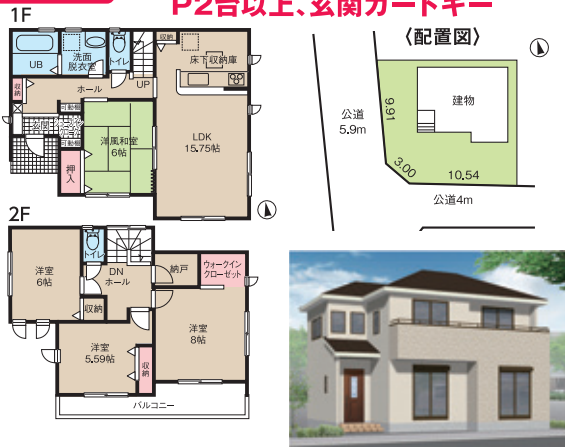 P2台以上、玄関カードキー
1F
UB
洗面
脱衣室
トイレ
収納
床下収納庫
UP
ホール
収納
可動棚
玄関
可動棚
洋風和室
6帖
押入
LDK
15.75帖
〈配置図〉
公道
5.9m
建物
9.91
3.00
10.54
公道4m
2F
トイレ
洋室
6帖
DN
ホール
納戸
ウォークイン
クローゼット
収納
洋室
5.59帖
収納
洋室
8帖
バルコニー